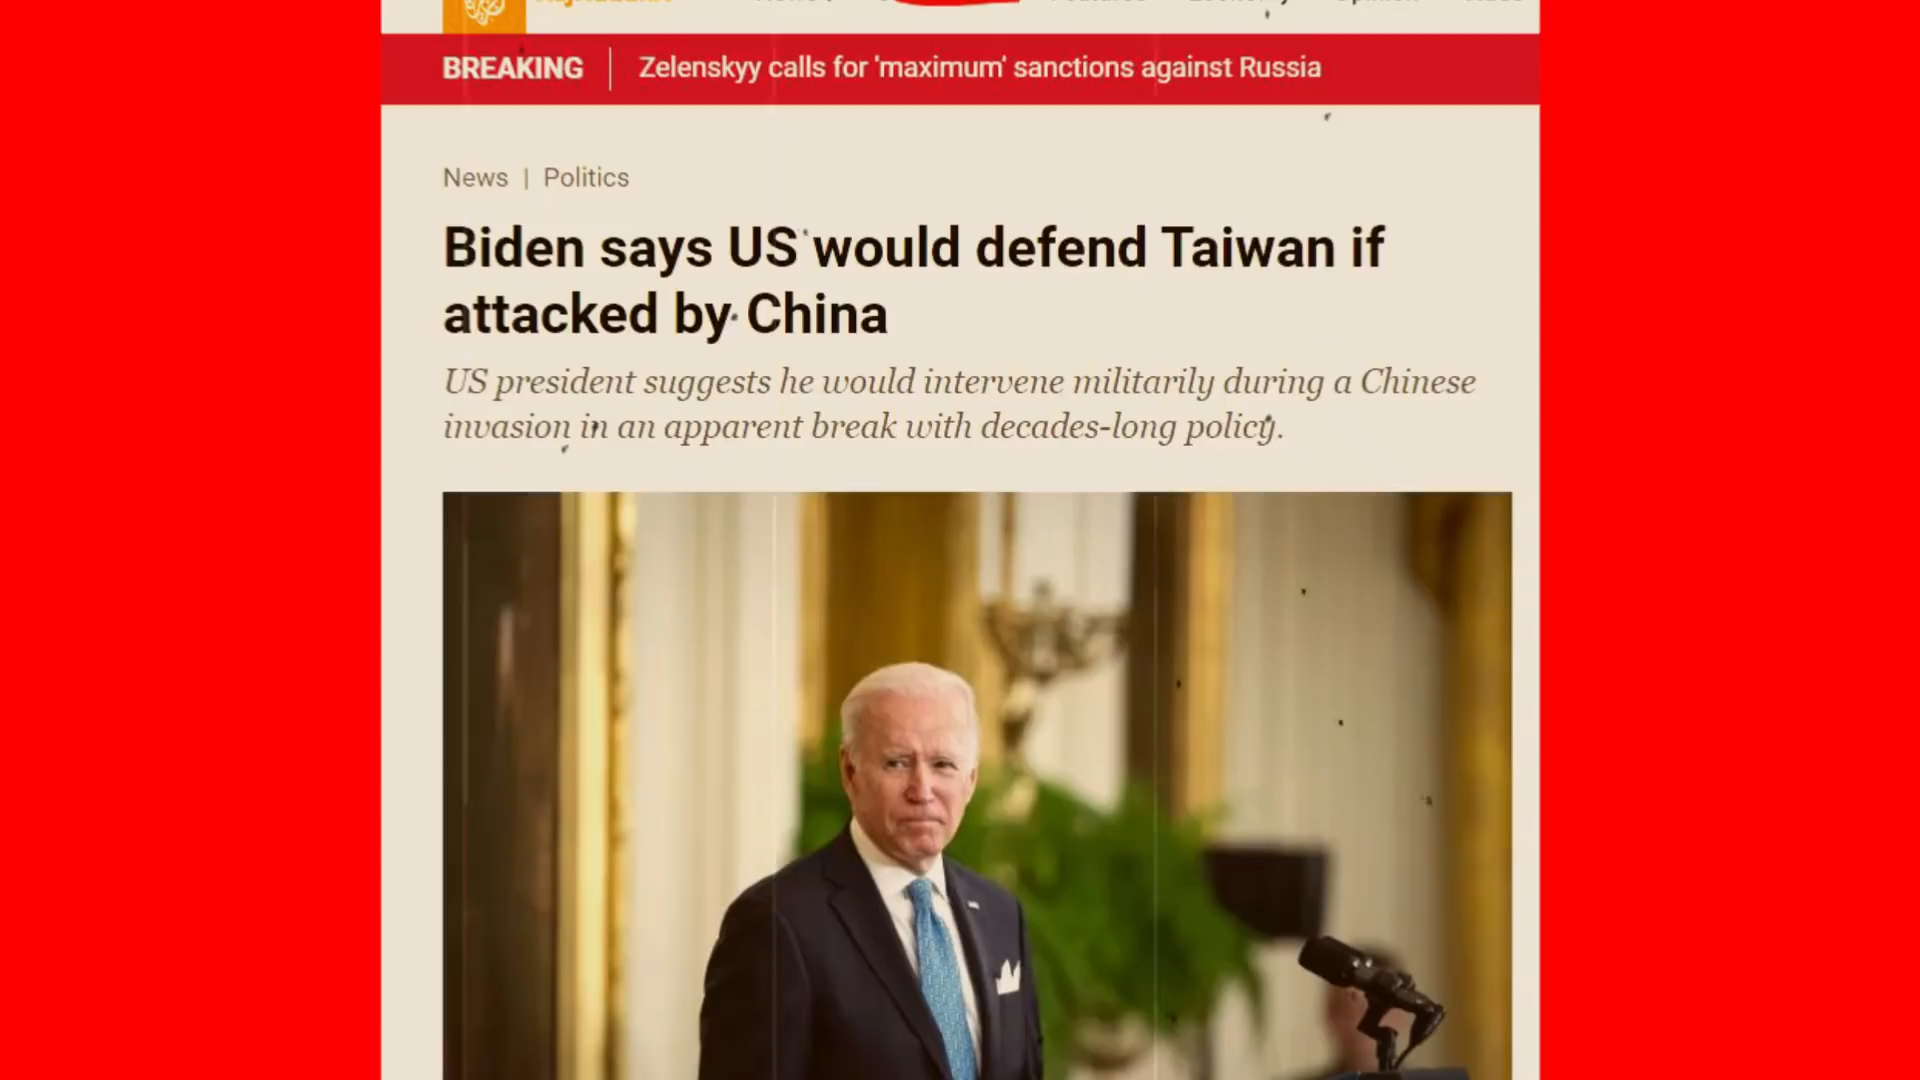 BREAKING
Zelenskyy calls for 'maximum' sanctions against Russia
News | Politics
Biden says US would defend Taiwan if
attacked by China
US president suggests he would intervene militarily during a Chinese
invasion in an apparent break with decades-long policy.